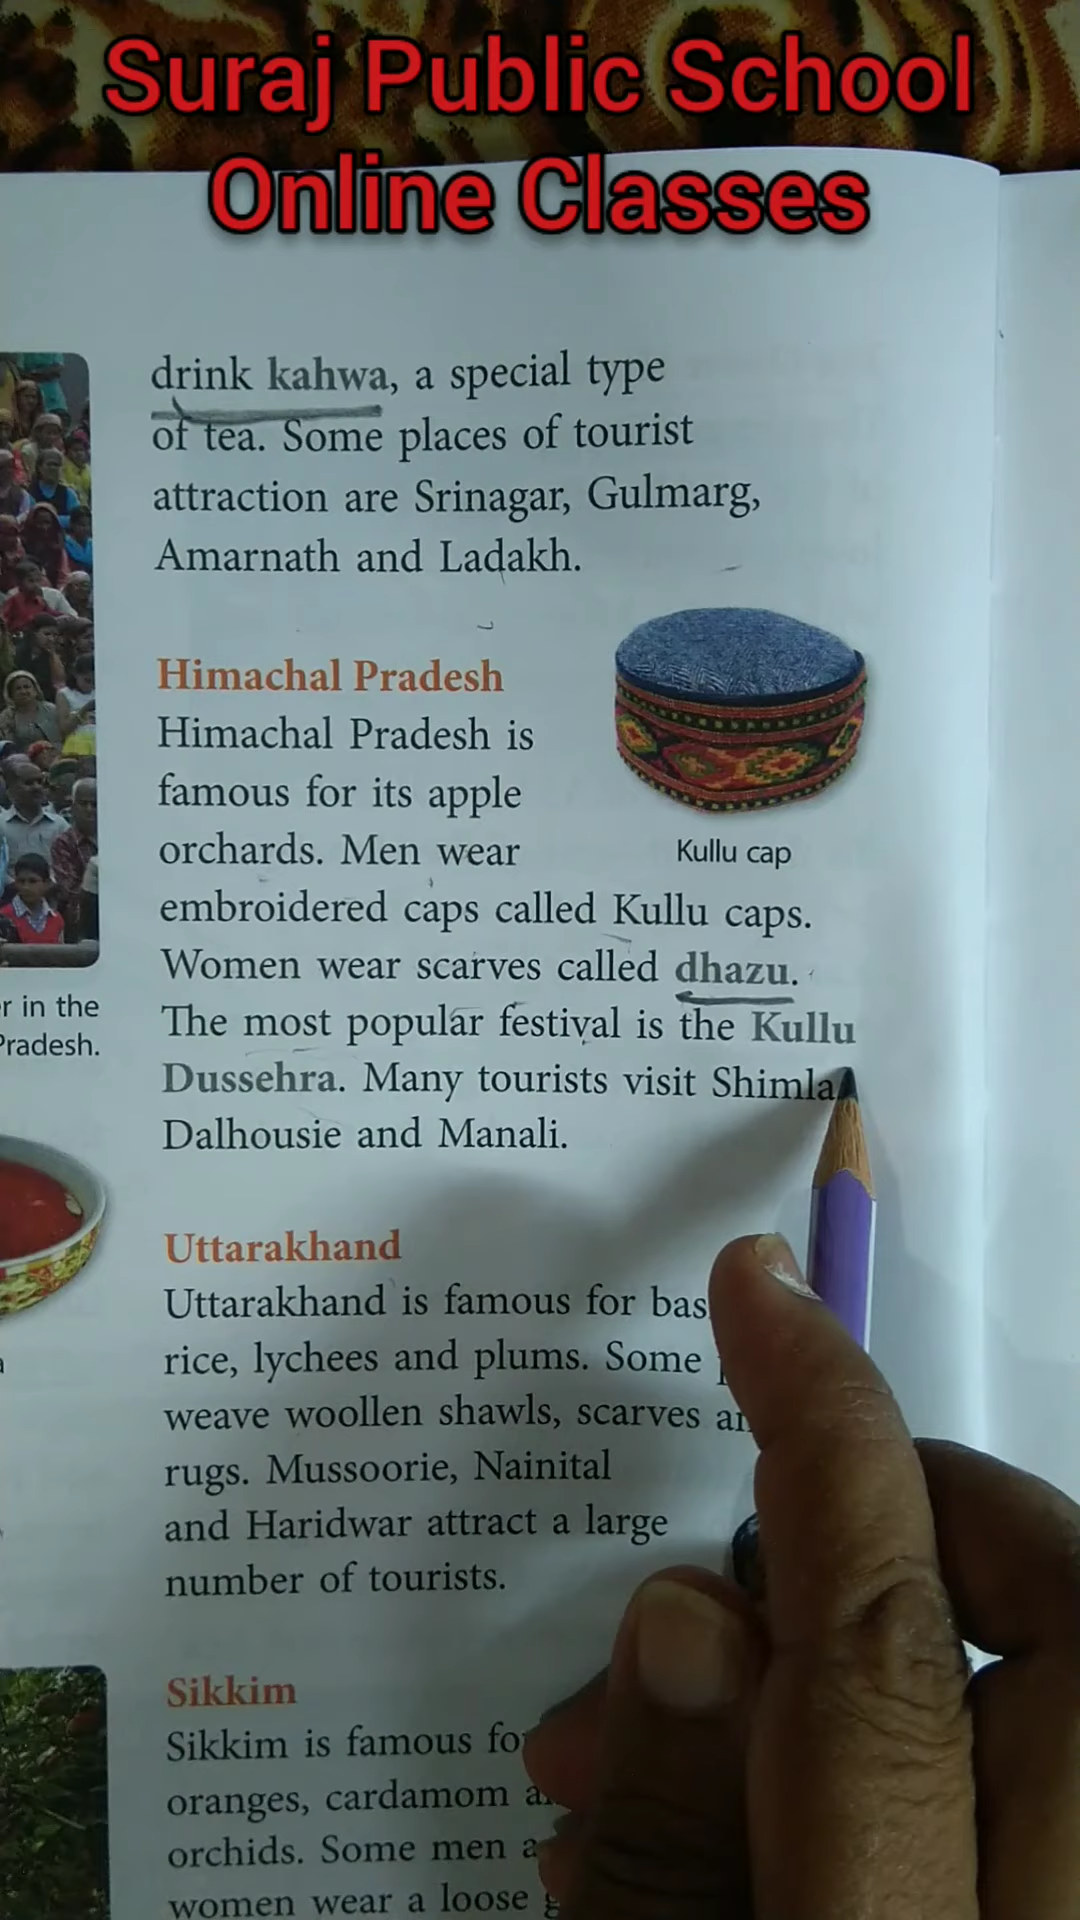 Suraj Public School
Online Classes
drink kahwa, a special type
of tea. Some places of tourist
attraction are Srinagar, Gulmarg,
Amarnath and Ladakh.
Himachal Pradesh
Himachal Pradesh is
famous for its apple
orchards. Men wear
Kullu cap
embroidered caps called Kullu caps.
Women wear scarves called dhazu.
The most popular festival is the Kullu
Dussehra. Many tourists visit Shimla
Dalhousie and Manali.
r in the
Pradesh.
Uttarakhand
Uttarakhand is famous for bas
rice, lychees and plums. Some
weave woollen shawls, scarves
rugs. Mussoorie, Nainital
and Haridwar attract a large
number of tourists.
Sikkim
Sikkim is famous
oranges, cardamom
orchids. Some men
women wear a loose